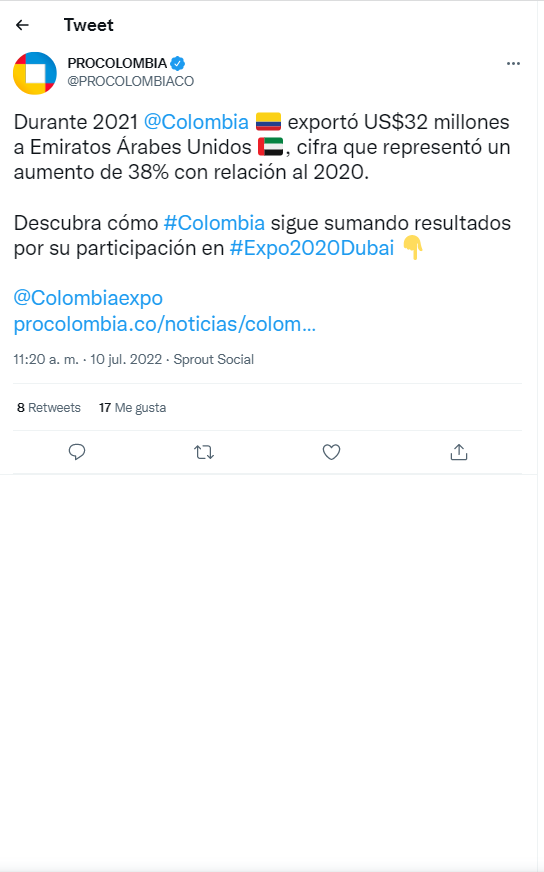 Tweet
PROCOLOMBIA
@PROCOLOMBIACO
Durante 2021 @Colombia 🇨🇴 exportó US$32 millones
a Emiratos Árabes Unidos 🇦🇪, cifra que representó un
aumento de 38% con relación al 2020.
Descubra cómo #Colombia sigue sumando resultados
por su participación en #Expo2020Dubai 👇
@Colombiaexpo
procolombia.co/noticias/colom...
11:20 a. m. · 10 jul. 2022 · Sprout Social
8 Retweets 17 Me gusta